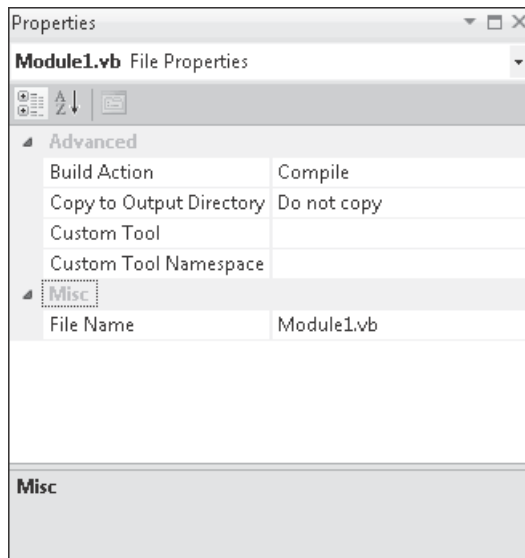 Properties
Module1.vb File Properties
A
Z
Advanced
Build Action Compile
Copy to Output Directory Do not copy
Custom Tool
Custom Tool Namespace
Misc
File Name Module1.vb
Misc